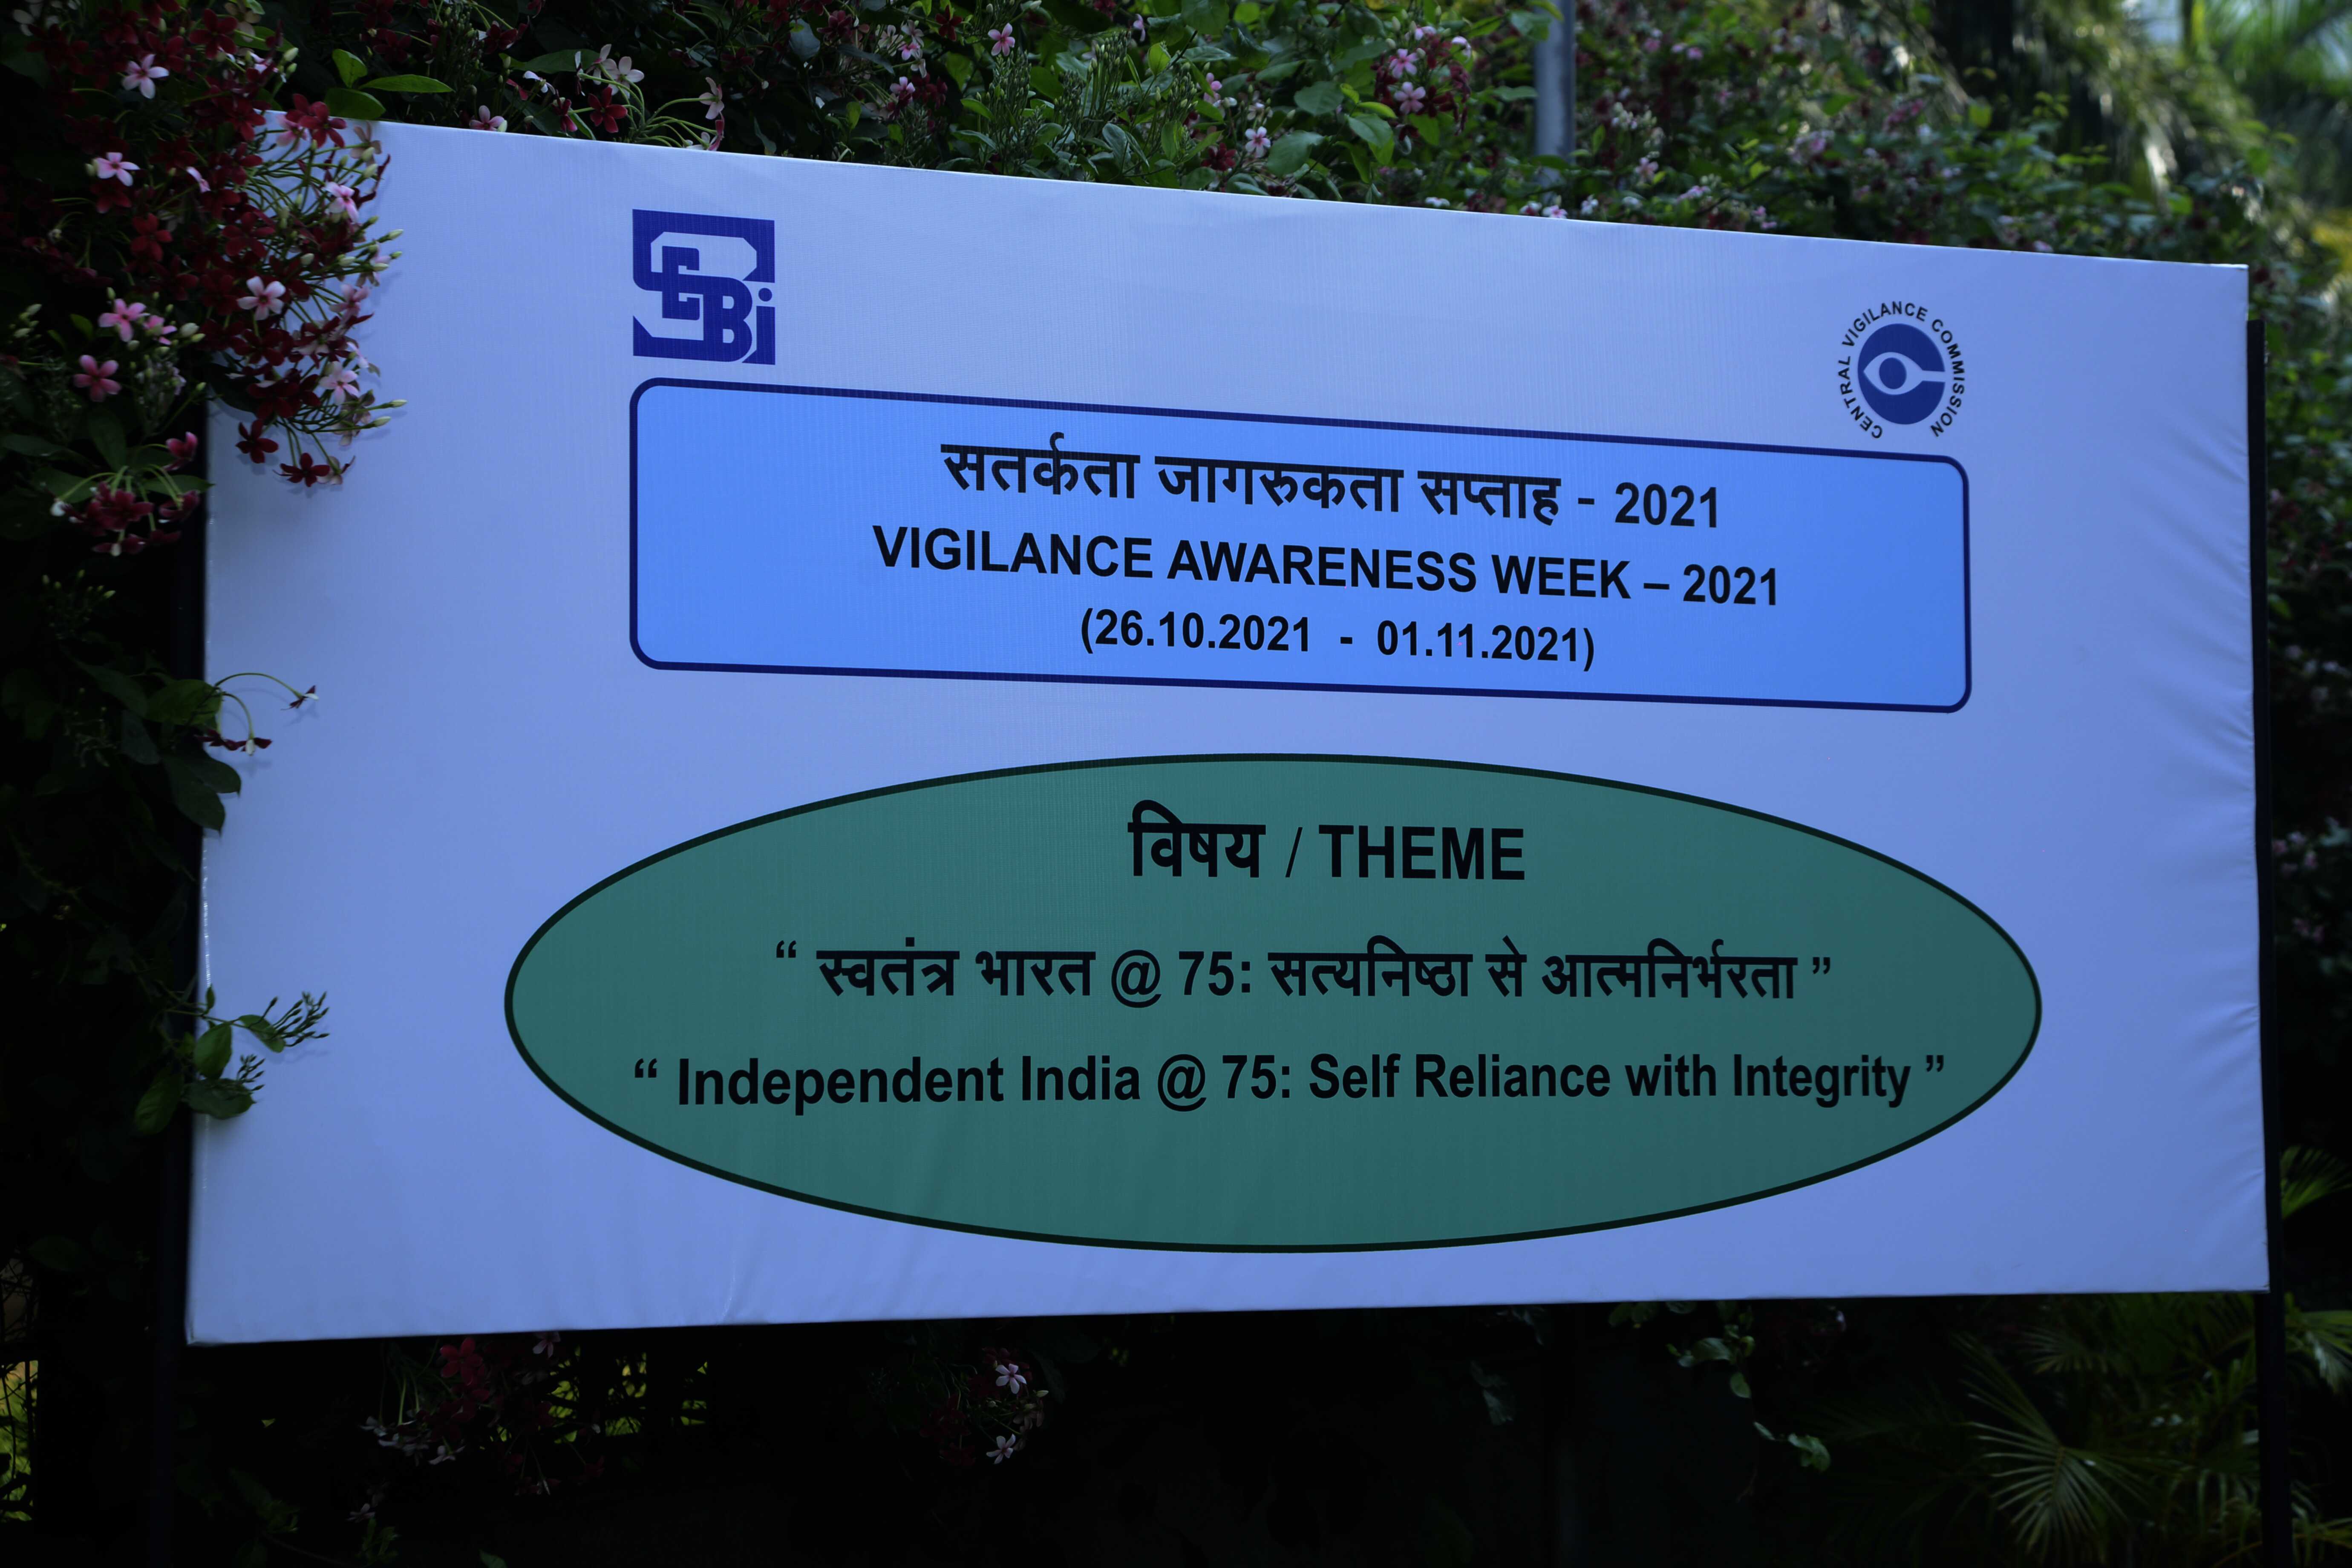 SEBI
CENTRAL VIGILANCE COMMISSION
सतर्कता जागरुकता सप्ताह - 2021
VIGILANCE AWARENESS WEEK – 2021
(26.10.2021 - 01.11.2021)
विषय / THEME
“ स्वतंत्र भारत @ 75: सत्यनिष्ठा से आत्मनिर्भरता ”
“ Independent India @ 75: Self Reliance with Integrity ”